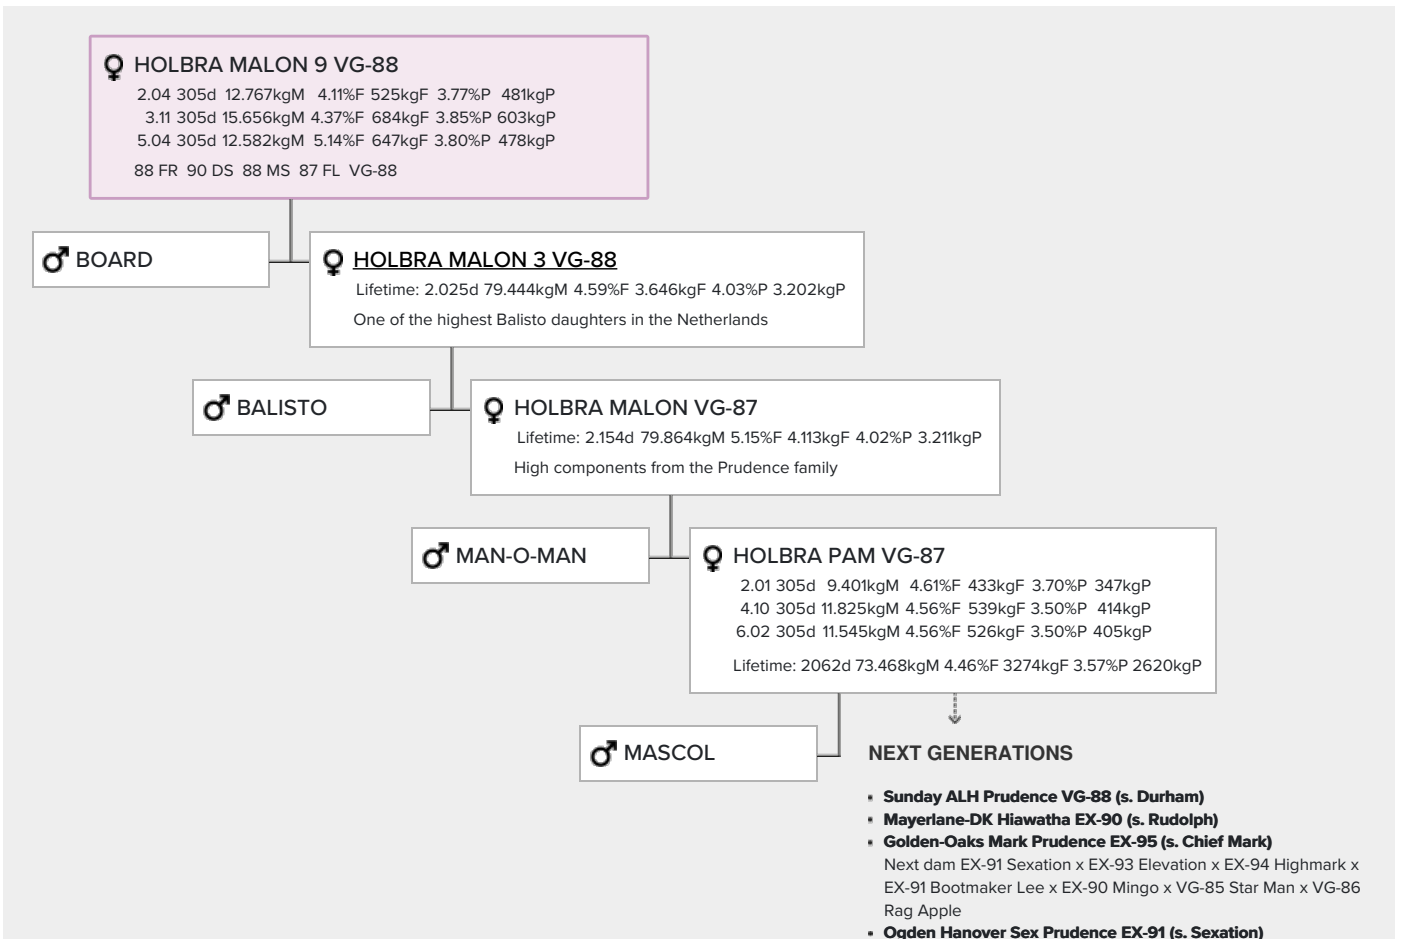 HOLBRA MALON 9 VG-88
2.04 305d 12.767kgM 4.11%F 525kgF 3.77%P 481kgP
3.11 305d 15.656kgM 4.37%F 684kgF 3.85%P 603kgP
5.04 305d 12.582kgM 5.14%F 647kgF 3.80%P 478kgP
88 FR 90 DS 88 MS 87 FL VG-88
BOARD
HOLBRA MALON 3 VG-88
Lifetime: 2.025d 79.444kgM 4.59%F 3.646kgF 4.03%P 3.202kgP
One of the highest Balisto daughters in the Netherlands
BALISTO
HOLBRA MALON VG-87
Lifetime: 2.154d 79.864kgM 5.15%F 4.113kgF 4.02%P 3.211kgP
High components from the Prudence family
MAN-O-MAN
HOLBRA PAM VG-87
2.01 305d 9.401kgM 4.61%F 433kgF 3.70%P 347kgP
4.10 305d 11.825kgM 4.56%F 539kgF 3.50%P 414kgP
6.02 305d 11.545kgM 4.56%F 526kgF 3.50%P 405kgP
Lifetime: 2062d 73.468kgM 4.46%F 3274kgF 3.57%P 2620kgP
MASCOL
NEXT GENERATIONS
Sunday ALH Prudence VG-88 (s. Durham)
Mayerlane-DK Hiawatha EX-90 (s. Rudolph)
Golden-Oaks Mark Prudence EX-95 (s. Chief Mark)
Next dam EX-91 Sexation x EX-93 Elevation x EX-94 Highmark x
EX-91 Bootmaker Lee x EX-90 Mingo x VG-85 Star Man x VG-86
Rag Apple
Ogden Hanover Sex Prudence EX-91 (s. Sexation)